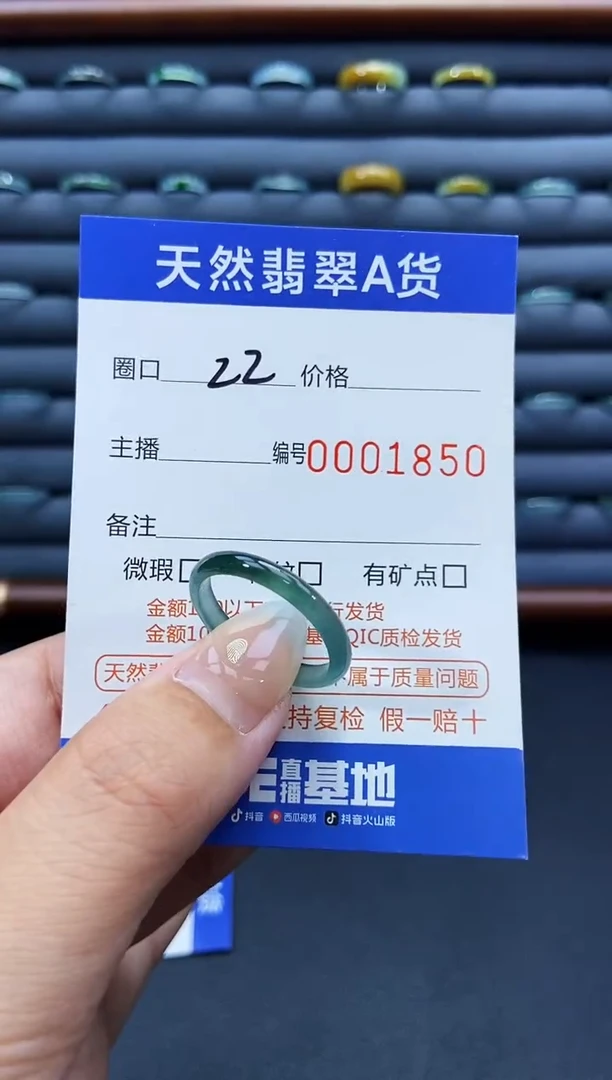 天然翡翠A货
圈口 22 价格
主播 编号0001850
备注
微瑕 有矿点
金额1 以下 行发货
金额10 基 QIC质检发货
天然翡 不属于质量问题
持复检 假一赔十
直播基地
抖音 西瓜视频 抖音火山版